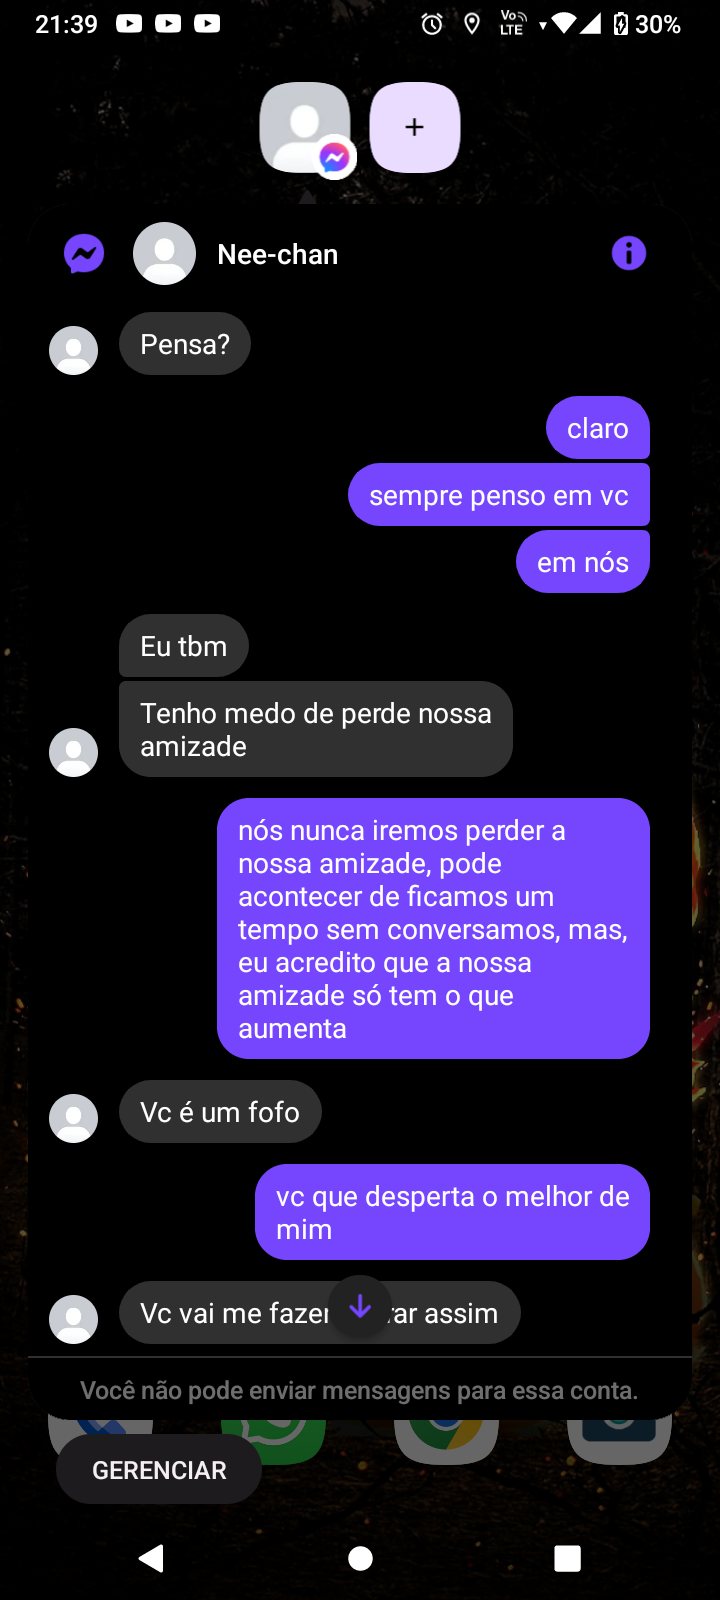 21:39
Vo
LTE
30%
+
Nee-chan
Pensa?
claro
sempre penso em vc
em nós
Eu tbm
Tenho medo de perde nossa
amizade
nós nunca iremos perder a
nossa amizade, pode
acontecer de ficamos um
tempo sem conversamos, mas,
eu acredito que a nossa
amizade só tem o que
aumenta
Vc é um fofo
vc que desperta o melhor de
mim
Vc vai me fazer assim
Você não pode enviar mensagens para essa conta.
GERENCIAR